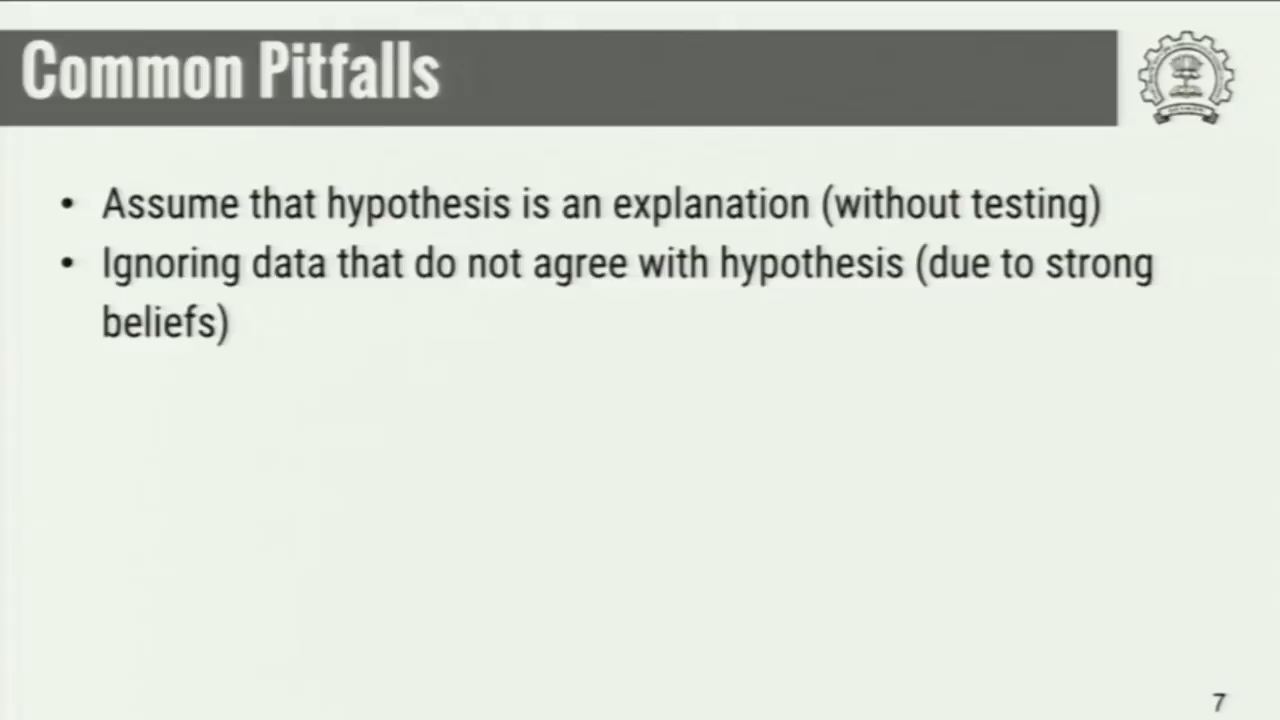 Common Pitfalls
• Assume that hypothesis is an explanation (without testing)
• Ignoring data that do not agree with hypothesis (due to strong
beliefs)
7